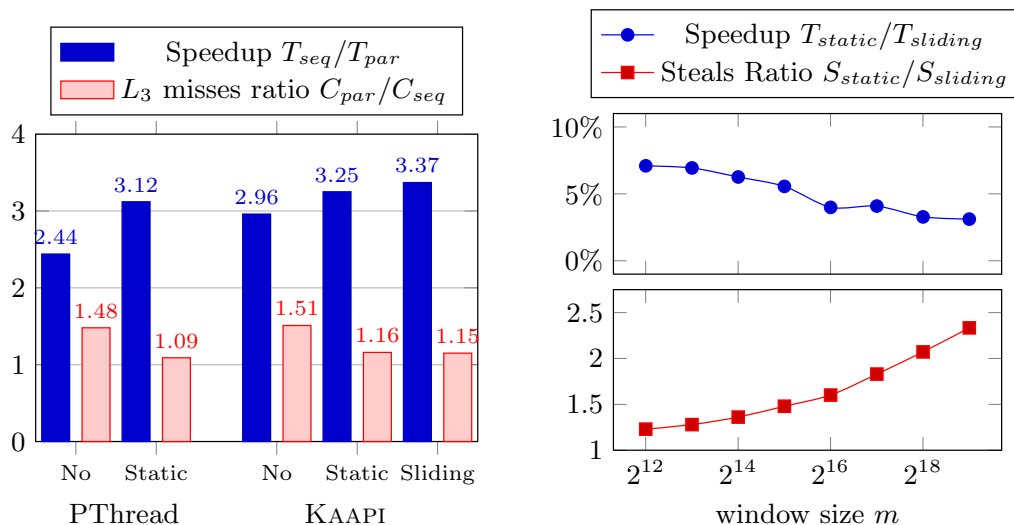 Speedup T_seq/T_par
L_3 misses ratio C_par/C_seq
4
3
2
1
0
2.44
3.12
2.96
3.25
3.37
1.48
1.09
1.51
1.16
1.15
No Static No Static Sliding
PThread KAAPI
Speedup T_static/T_sliding
Steals Ratio S_static/S_sliding
10%
5%
0%
2.5
2
1.5
1
2^12 2^14 2^16 2^18
window size m